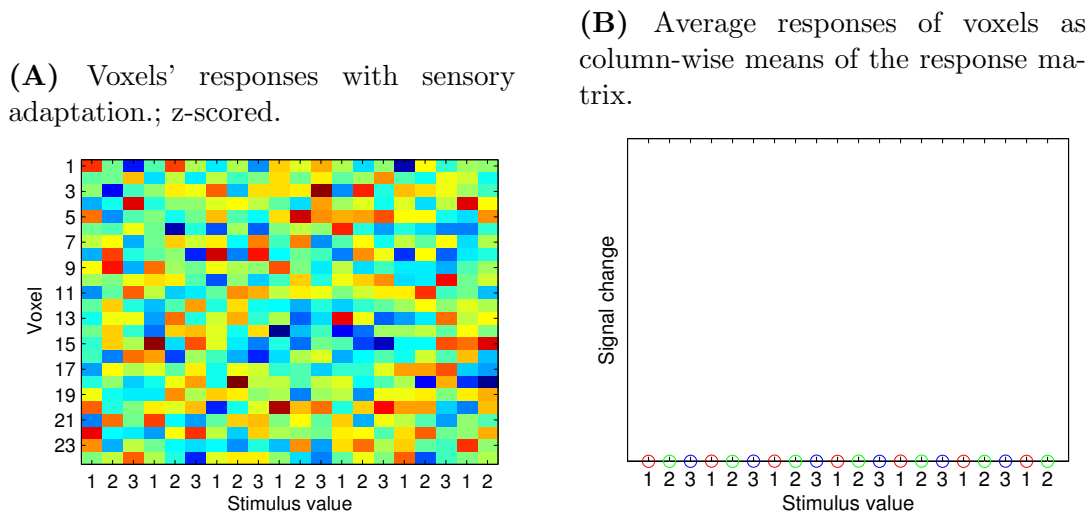 (A) Voxels' responses with sensory
adaptation.; z-scored.
(B) Average responses of voxels as
column-wise means of the response ma-
trix.
Voxel
1
3
5
7
9
11
13
15
17
19
21
23
1 2 3 1 2 3 1 2 3 1 2 3 1 2 3 1 2 3 1 2
Stimulus value
Signal change
1 2 3 1 2 3 1 2 3 1 2 3 1 2 3 1 2 3 1 2
Stimulus value